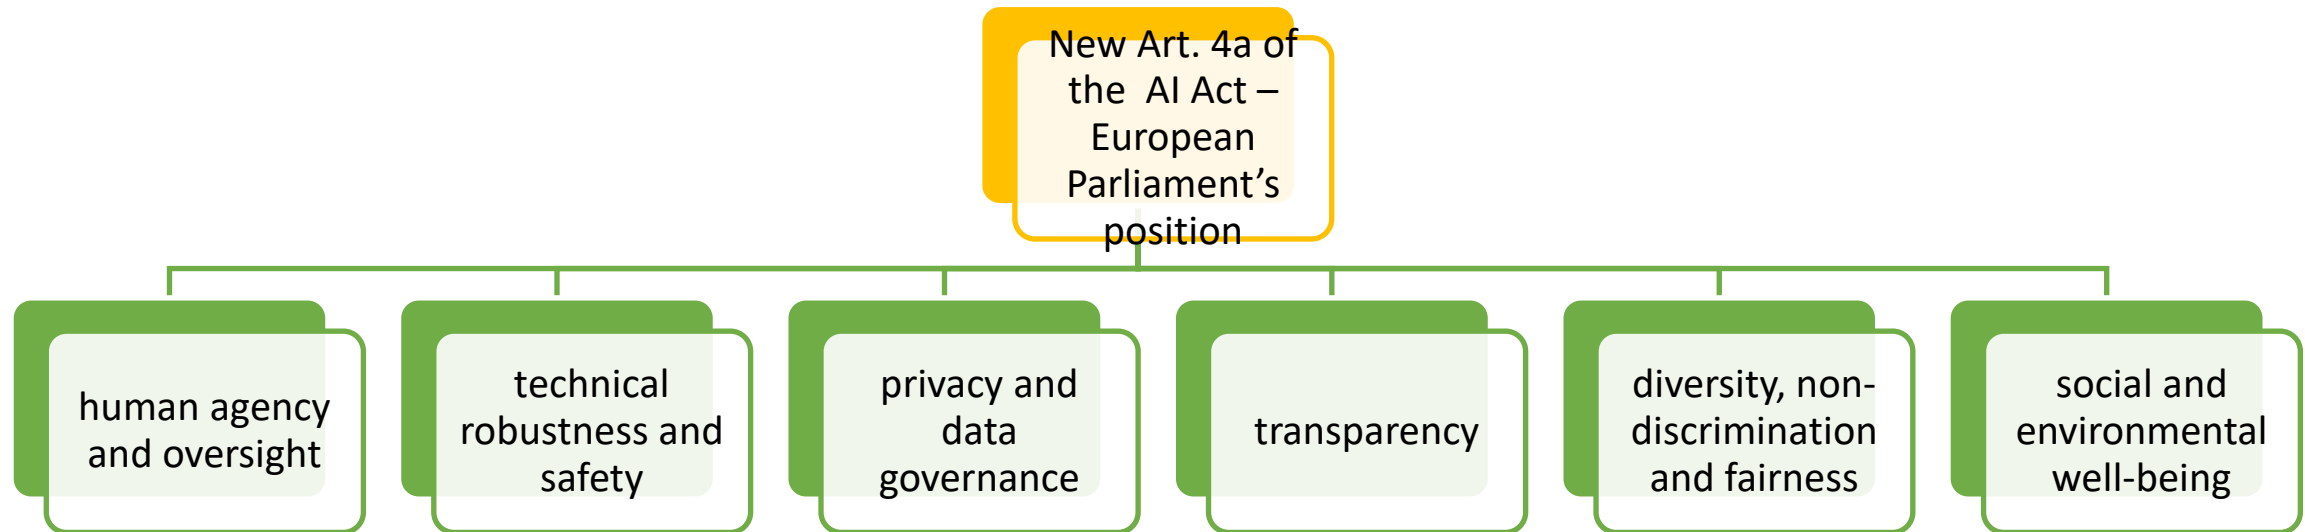 New Art. 4a of
the  AI Act –
European
Parliament’s
position
human agency
and oversight
technical
robustness and
safety
privacy and
data
governance
transparency
diversity, non-
discrimination
and fairness
social and
environmental
well-being